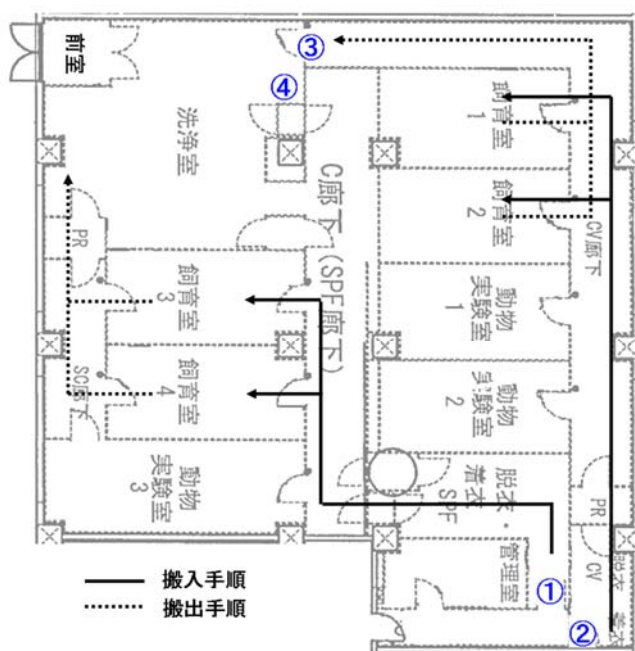 前室
③
④
洗浄室
飼育室
1
飼育室
2
C廊下 (SPF廊下)
CV廊下
PR
飼育室
3
動物
実験室
1
SC廊下
飼育室
4
動物
実験室
2
動物
実験室
3
脱衣・
着衣
SPF
PR
管理室
①
CV
脱衣
着衣
②
搬入手順
搬出手順